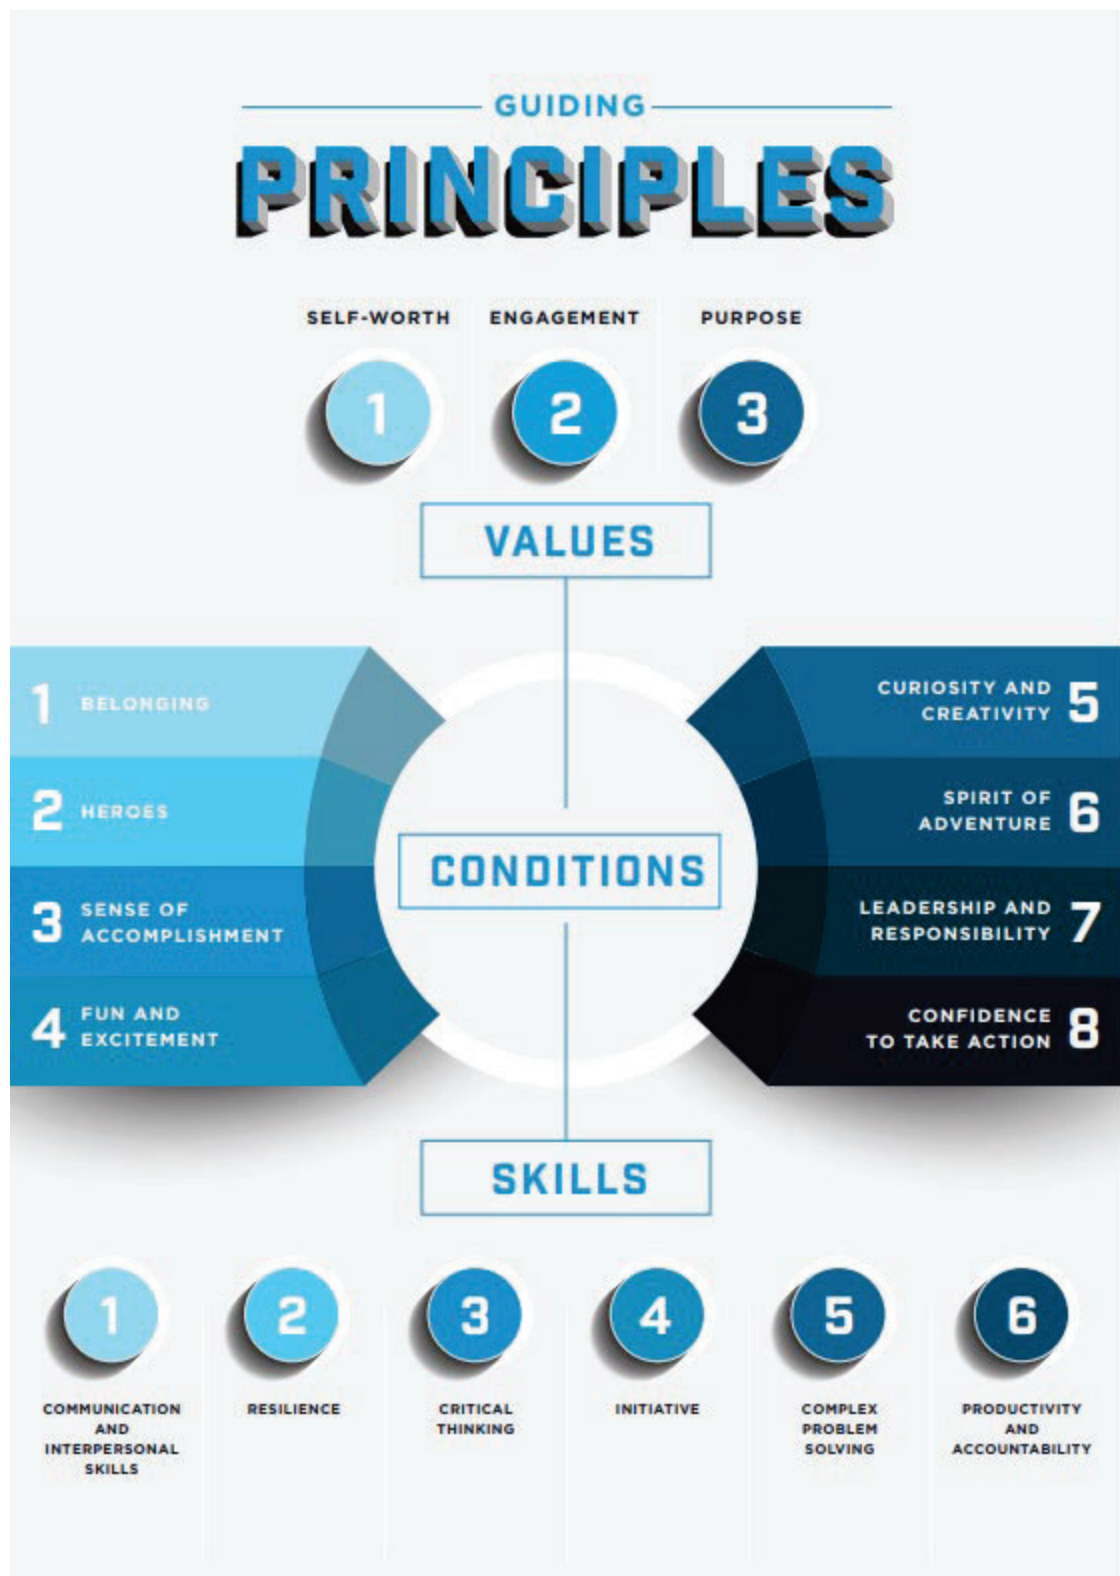 GUIDING
PRINCIPLES
SELF-WORTH
ENGAGEMENT
PURPOSE
1
2
3
VALUES
1 BELONGING
2 HEROES
3 SENSE OF
ACCOMPLISHMENT
4 FUN AND
EXCITEMENT
CONDITIONS
CURIOSITY AND
CREATIVITY 5
SPIRIT OF
ADVENTURE 6
LEADERSHIP AND
RESPONSIBILITY 7
CONFIDENCE
TO TAKE ACTION 8
SKILLS
1
COMMUNICATION
AND
INTERPERSONAL
SKILLS
2
RESILIENCE
3
CRITICAL
THINKING
4
INITIATIVE
5
COMPLEX
PROBLEM
SOLVING
6
PRODUCTIVITY
AND
ACCOUNTABILITY